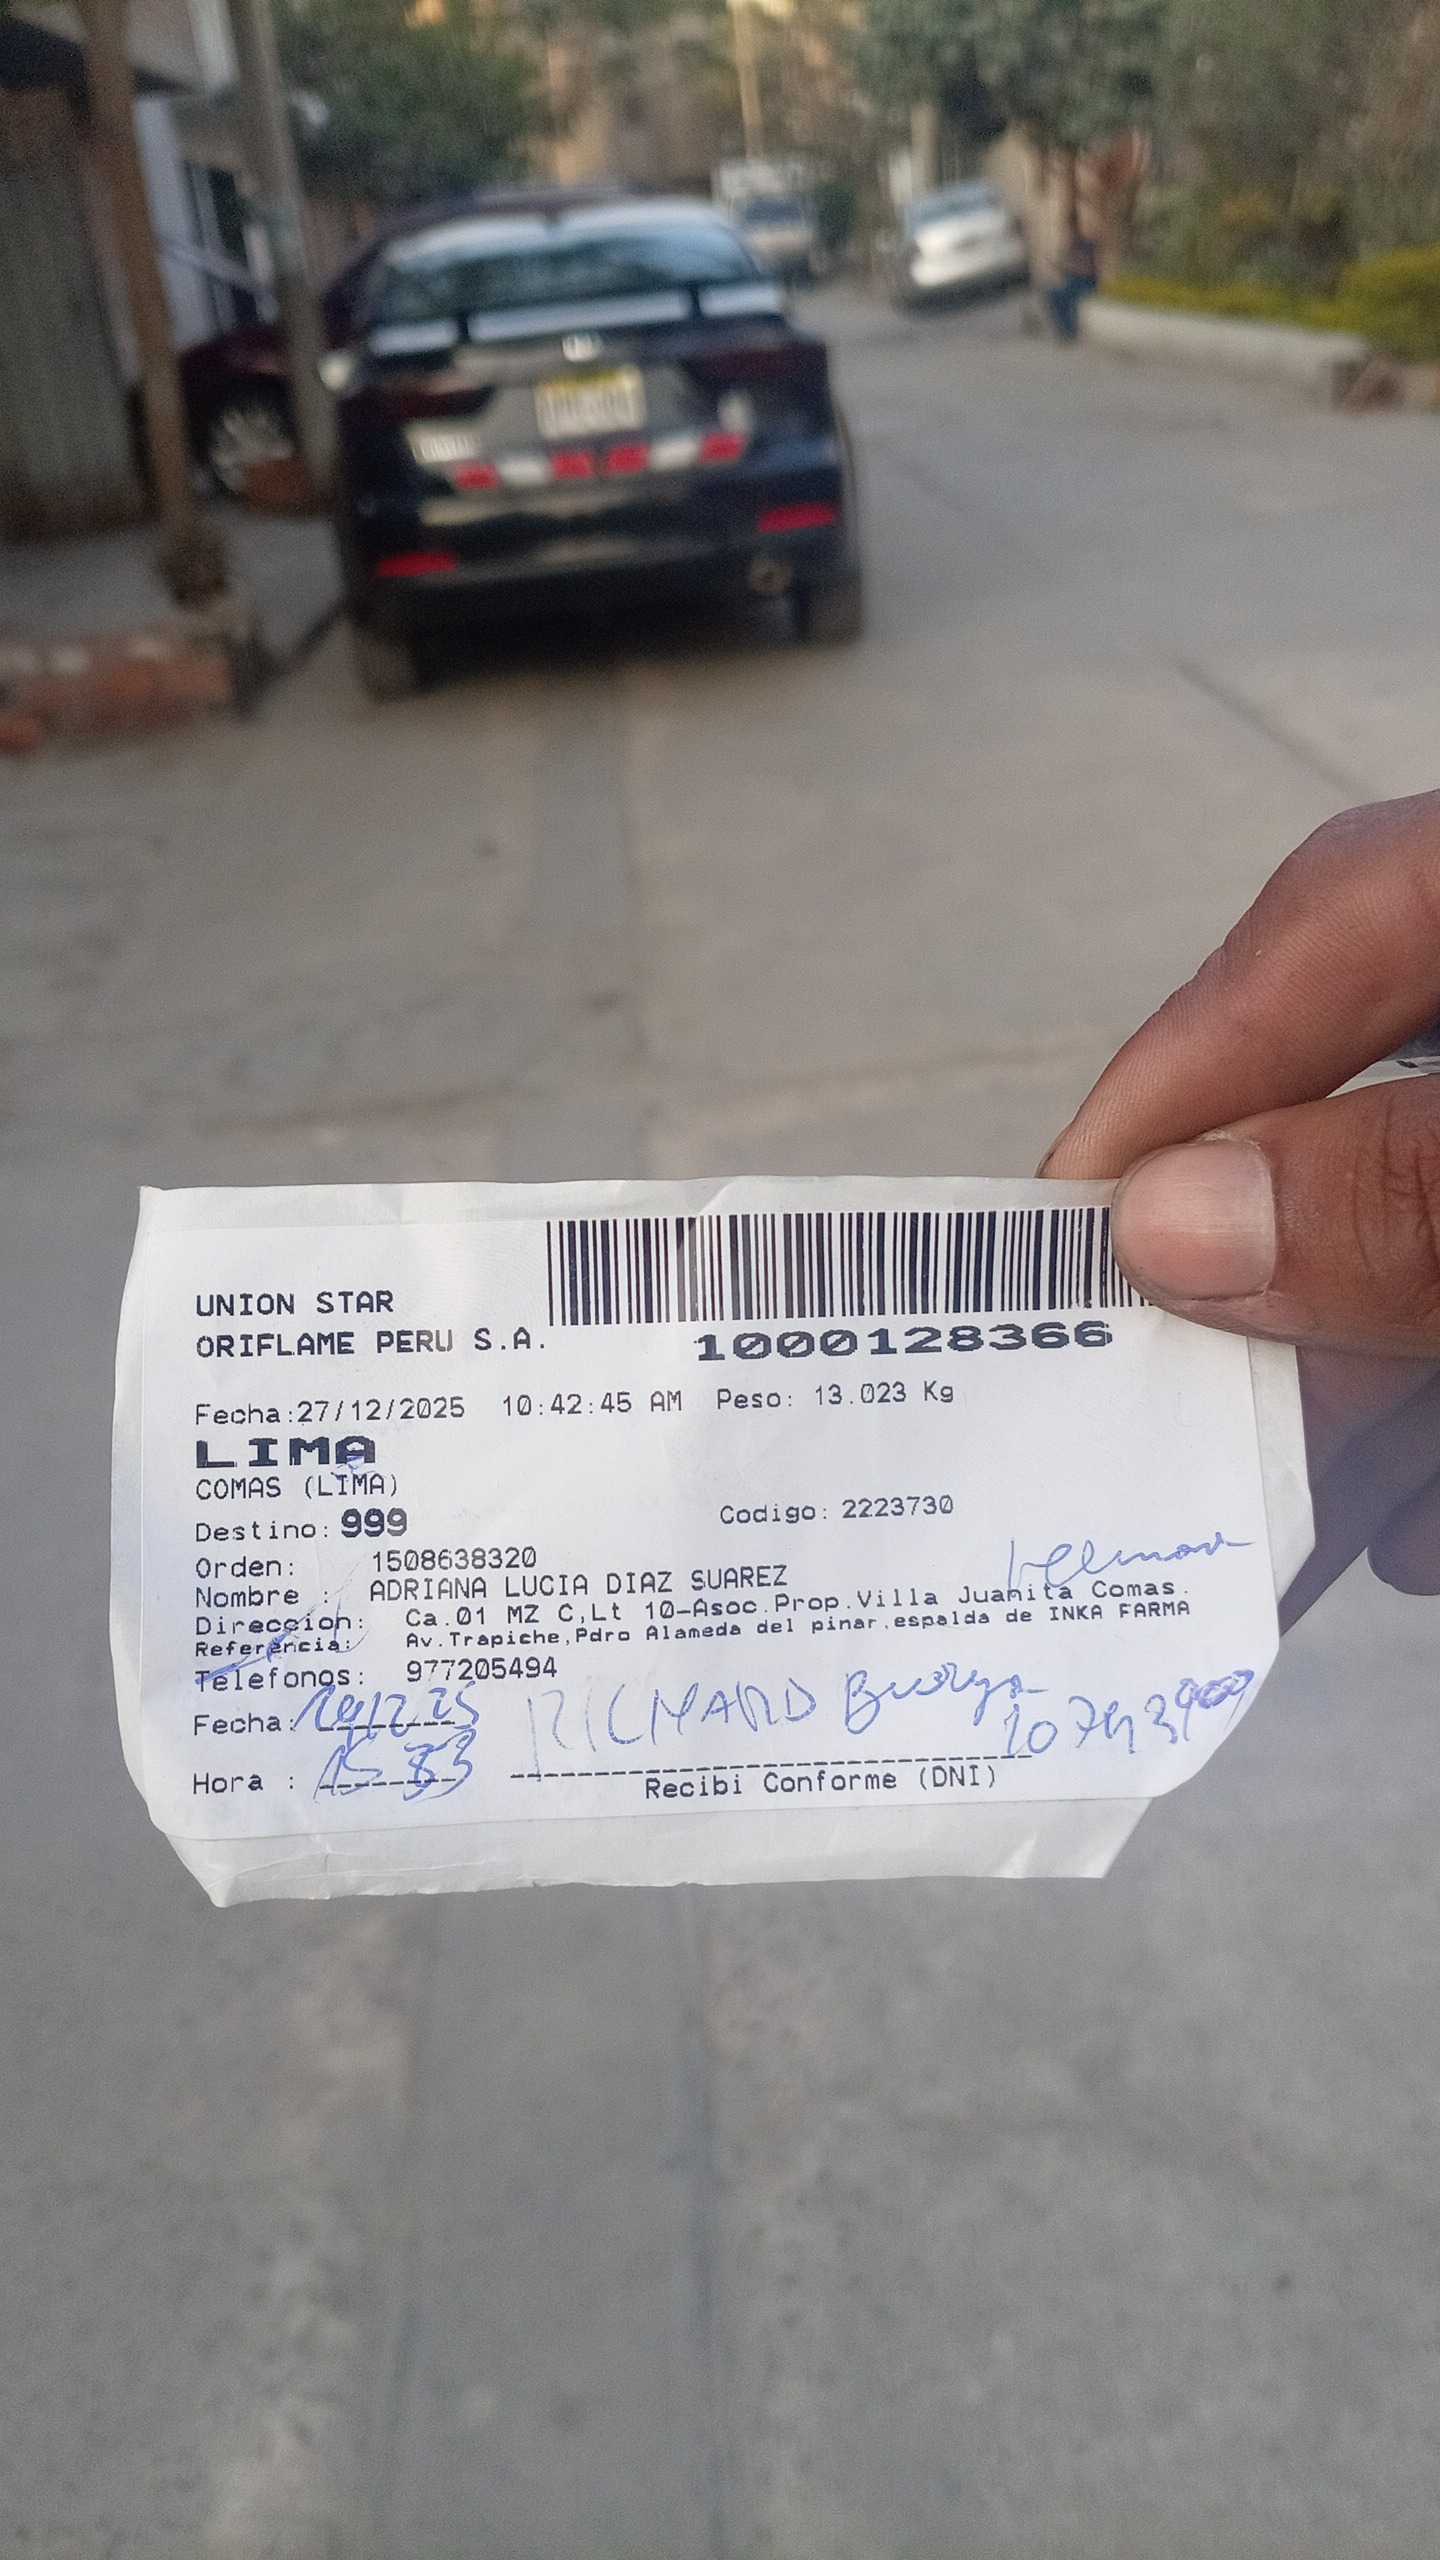 UNION STAR
ORIFLAME PERU S.A.
1000128366
Fecha:27/12/2025 10:42:45 AM Peso: 13.023 Kg
LIMA
COMAS (LIMA)
Destino: 999 Codigo: 2223730
Orden: 1508638320
Nombre : ADRIANA LUCIA DIAZ SUAREZ
Direccion: Ca.01 MZ C,Lt 10-Asoc.Prop.Villa Juanita Comas.
Referencia: Av.Trapiche,Pdro Alameda del pinar,espalda de INKA FARMA
Telefonos: 977205494
Fecha: RICHARD
Hora :
Recibi Conforme (DNI)